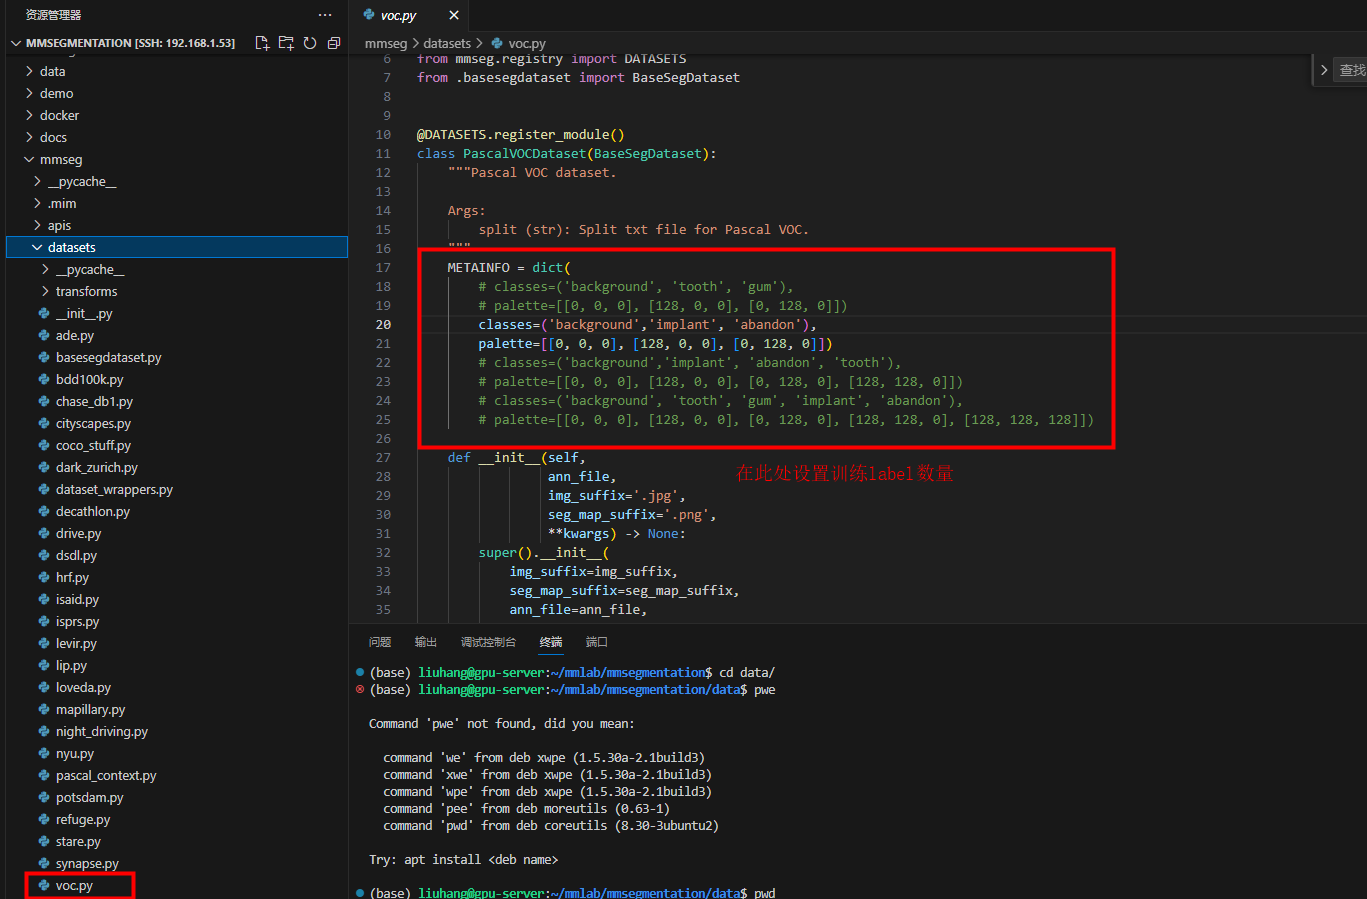 资源管理器
···
MMSEGMENTATION [SSH: 192.168.1.53]
data
demo
docker
docs
mmseg
__pycache__
.mim
apis
datasets
__pycache__
transforms
__init__.py
ade.py
basesegdataset.py
bdd100k.py
chase_db1.py
cityscapes.py
coco_stuff.py
dark_zurich.py
dataset_wrappers.py
decathlon.py
drive.py
dsdl.py
hrf.py
isaid.py
isprs.py
levir.py
lip.py
loveda.py
mapillary.py
night_driving.py
nyu.py
pascal_context.py
potsdam.py
refuge.py
stare.py
synapse.py
voc.py
voc.py
mmseg > datasets > voc.py
查找
6 from mmseg.registry import DATASETS
7 from .basesegdataset import BaseSegDataset
8
9
10 @DATASETS.register_module()
11 class PascalVOCDataset(BaseSegDataset):
12 """Pascal VOC dataset.
13
14 Args:
15 split (str): Split txt file for Pascal VOC.
16 """
17 METAINFO = dict(
18 # classes=('background', 'tooth', 'gum'),
19 # palette=[[0, 0, 0], [128, 0, 0], [0, 128, 0]])
20 classes=('background','implant', 'abandon'),
21 palette=[[0, 0, 0], [128, 0, 0], [0, 128, 0]])
22 # classes=('background','implant', 'abandon', 'tooth'),
23 # palette=[[0, 0, 0], [128, 0, 0], [0, 128, 0], [128, 128, 0]])
24 # classes=('background', 'tooth', 'gum', 'implant', 'abandon'),
25 # palette=[[0, 0, 0], [128, 0, 0], [0, 128, 0], [128, 128, 0], [128, 128, 128]])
26
27 def __init__(self,
在此处设置训练label数量
28 ann_file,
29 img_suffix='.jpg',
30 seg_map_suffix='.png',
31 **kwargs) -> None:
32 super().__init__(
33 img_suffix=img_suffix,
34 seg_map_suffix=seg_map_suffix,
35 ann_file=ann_file,
问题 输出 调试控制台 终端 端口
(base) liuhang@gpu-server:~/mmlab/mmsegmentation$ cd data/
(base) liuhang@gpu-server:~/mmlab/mmsegmentation/data$ pwe
Command 'pwe' not found, did you mean:
command 'we' from deb xwpe (1.5.30a-2.1build3)
command 'xwe' from deb xwpe (1.5.30a-2.1build3)
command 'wpe' from deb xwpe (1.5.30a-2.1build3)
command 'pee' from deb moreutils (0.63-1)
command 'pwd' from deb coreutils (8.30-3ubuntu2)
Try: apt install <deb name>
(base) liuhang@gpu-server:~/mmlab/mmsegmentation/data$ pwd